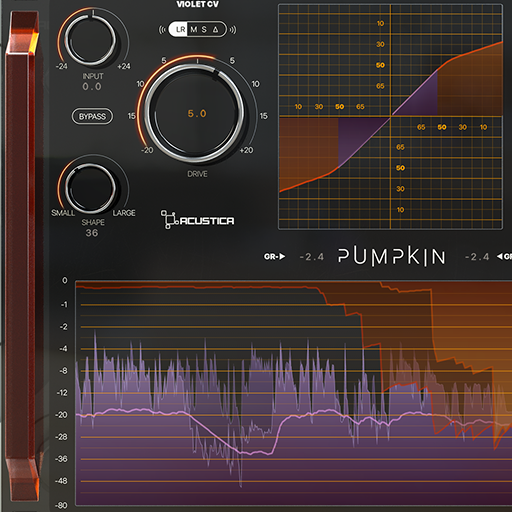 VIOLET CV
LR M S Δ
-24 +24
INPUT
0.0
BYPASS
5 5
10 10
15 15
-20 -20
5.0
DRIVE
SMALL LARGE
SHAPE
36
ACUSTICA
10
30
50
65
10 30 50 65
65 50 30 10
65
50
30
10
GR-▶ -2.4 PUMPKIN -2.4 ◀GR
0
-1
-2
-4
-8
-12
-20
-28
-36
-48
-80